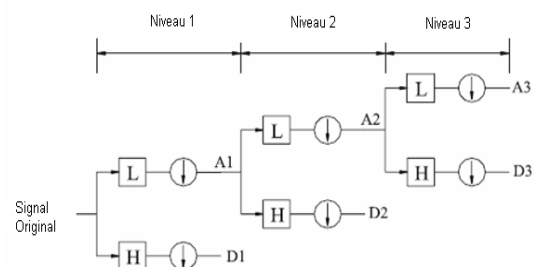 Niveau 1
Niveau 2
Niveau 3
L
A3
L
A2
L
A1
H
D3
Signal
Original
H
D2
H
D1